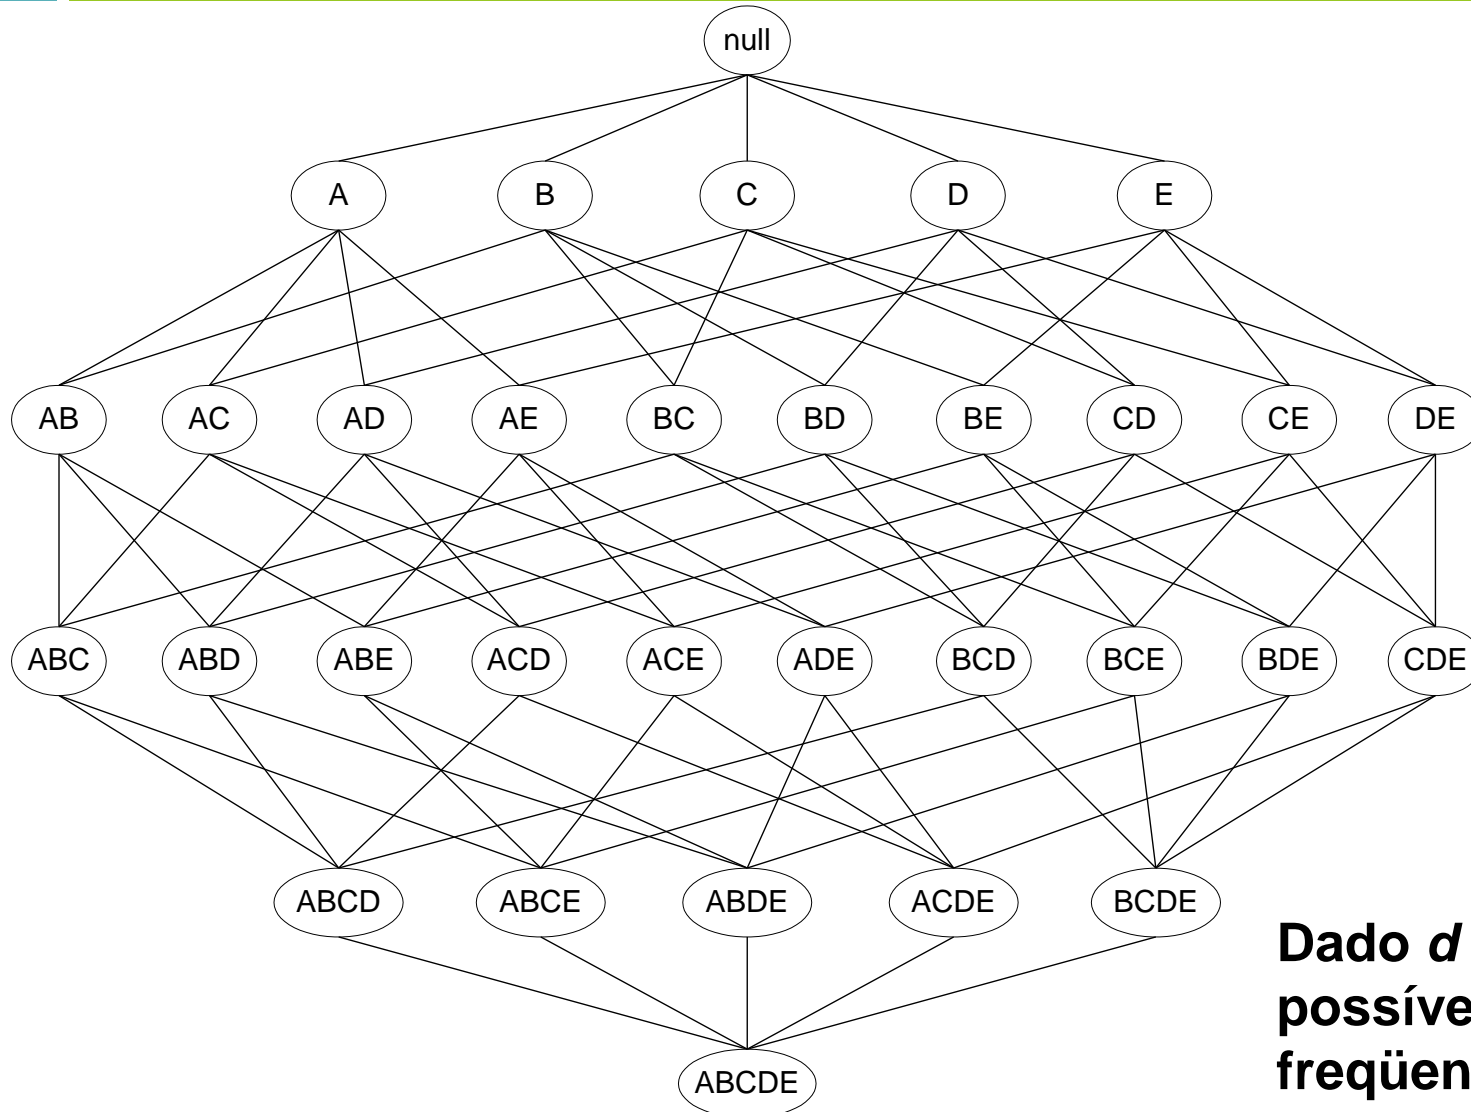 null
A B C D E
AB AC AD AE BC BD BE CD CE DE
ABC ABD ABE ACD ACE ADE BCD BCE BDE CDE
ABCD ABCE ABDE ACDE BCDE
ABCDE
Dado d
possíve
freqüen